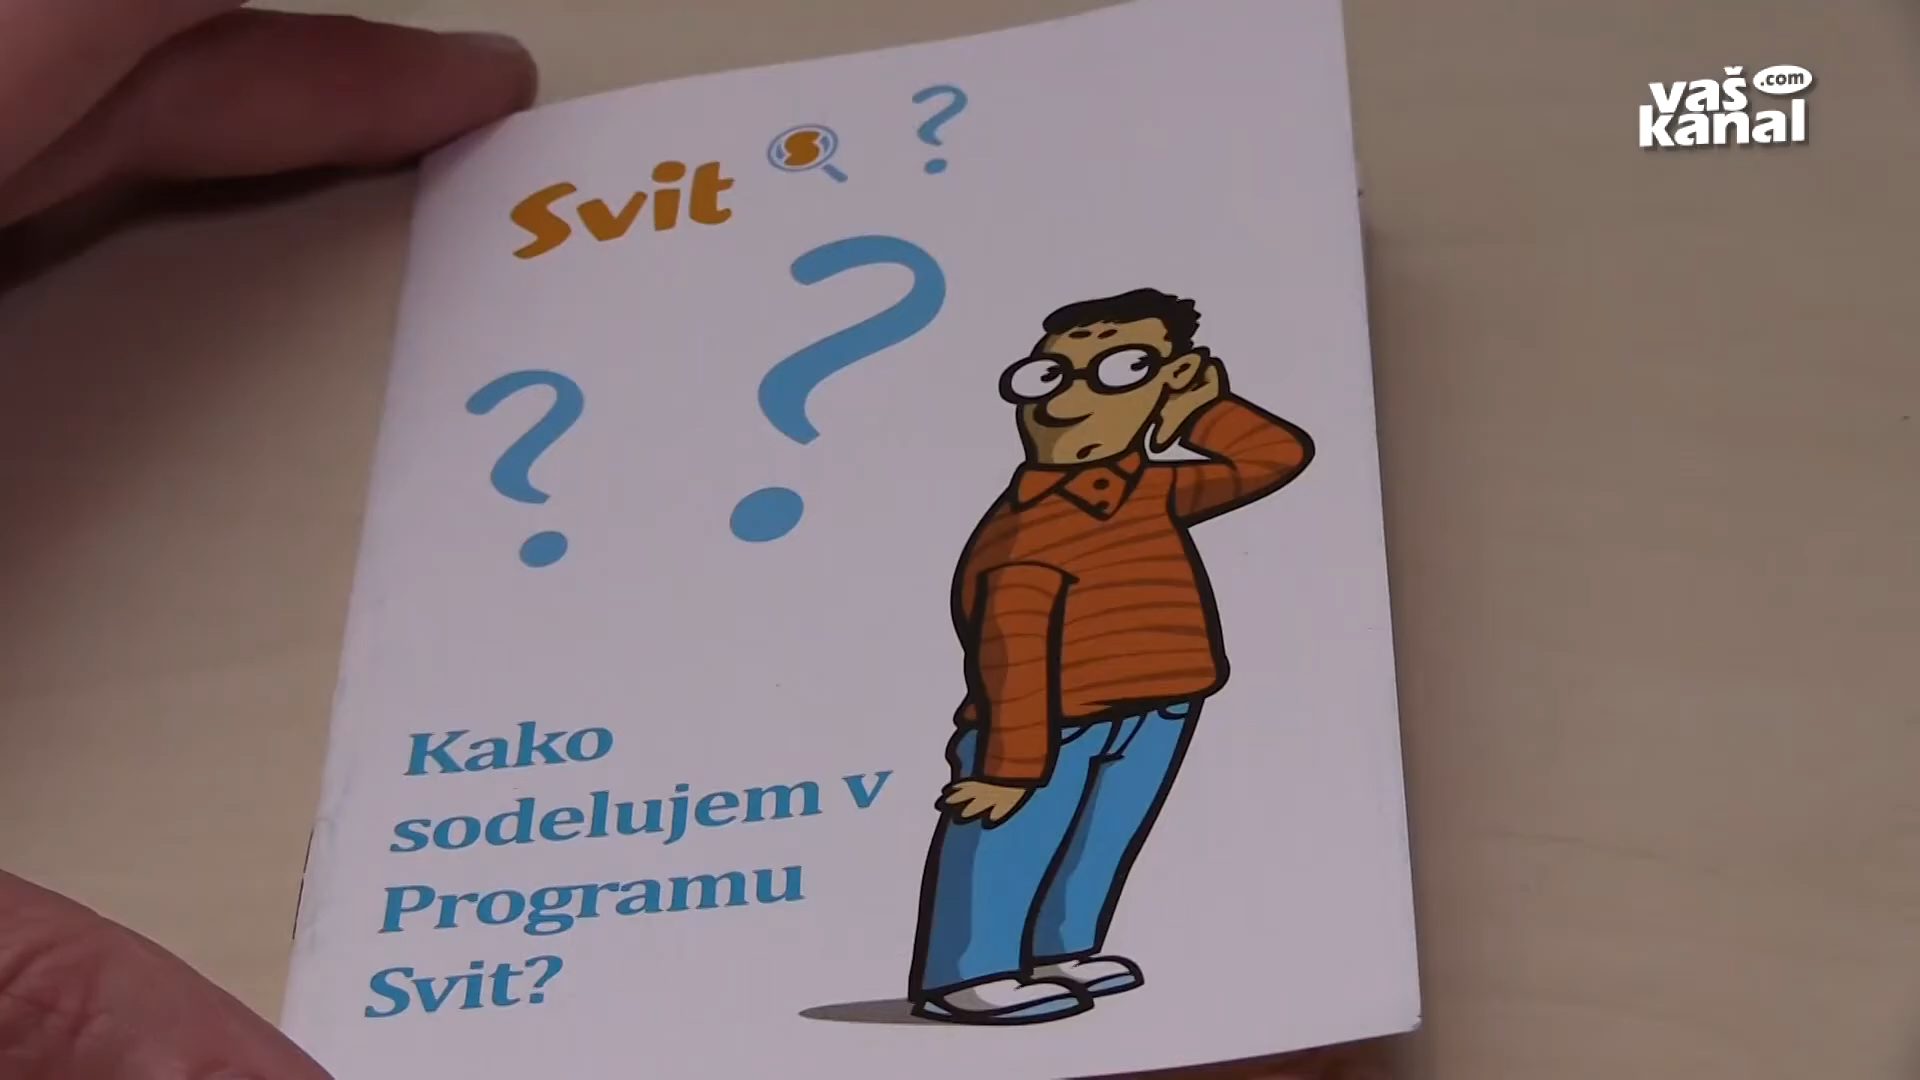 vaš .com
kanal
Svit S ?
?
?
Kako
sodelujem v
Programu
Svit?